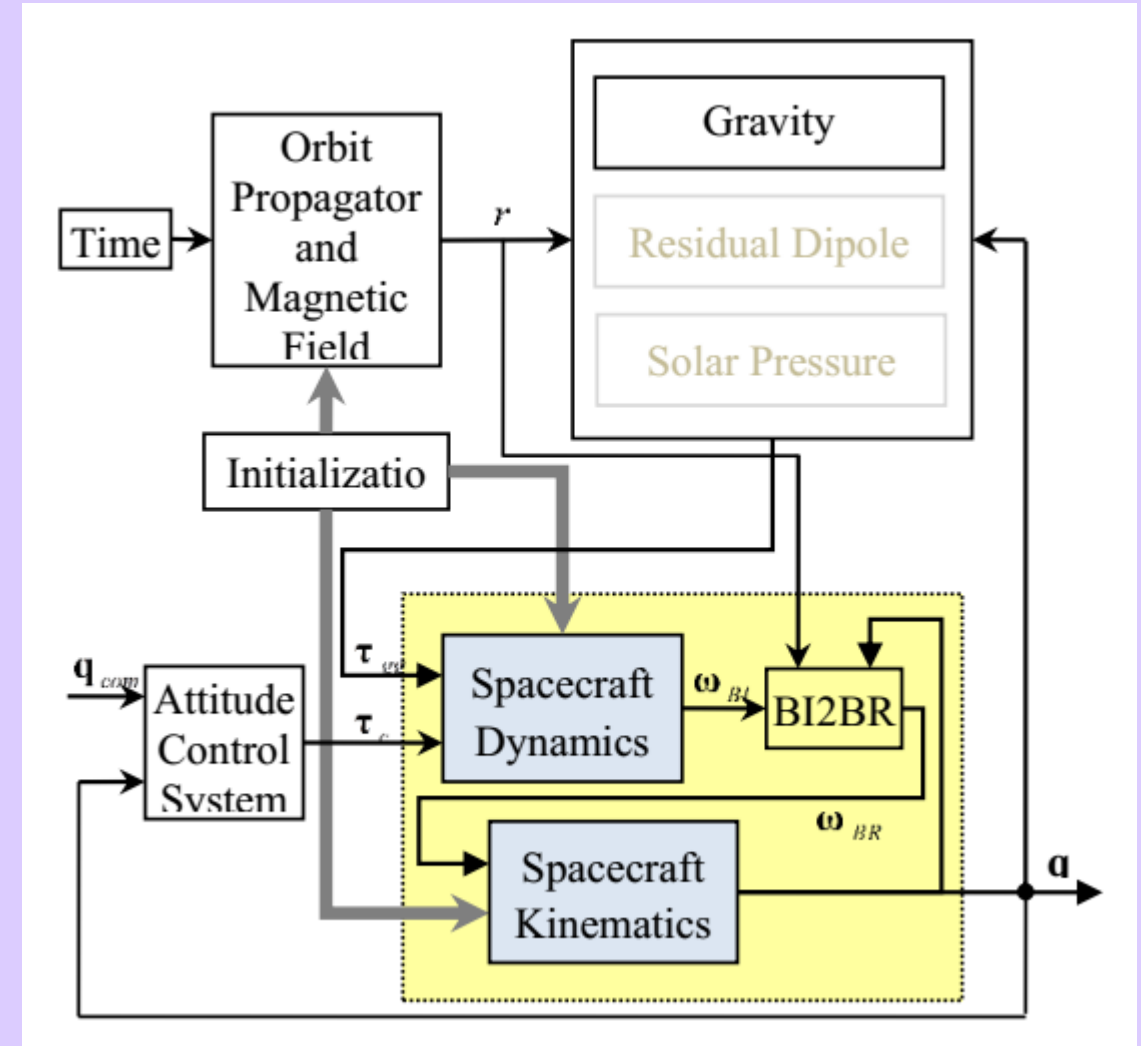 Gravity
Orbit
Propagator
and
Magnetic
Field
r
Time
Residual Dipole
Solar Pressure
Initializatio
τ
q com
Attitude
Control
System
τ c
Spacecraft
Dynamics
ω BI
BI2BR
ω BR
Spacecraft
Kinematics
q